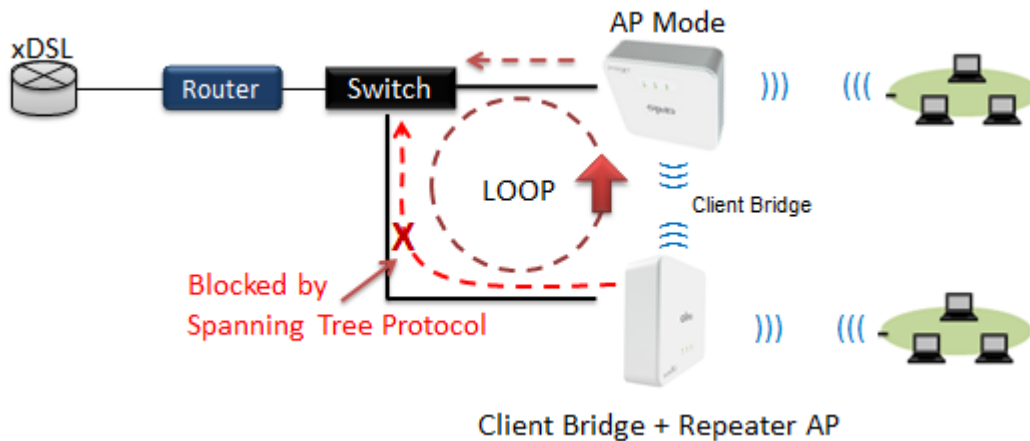 AP Mode
xDSL
Router
Switch
LOOP
Client Bridge
X
Blocked by
Spanning Tree Protocol
Client Bridge + Repeater AP